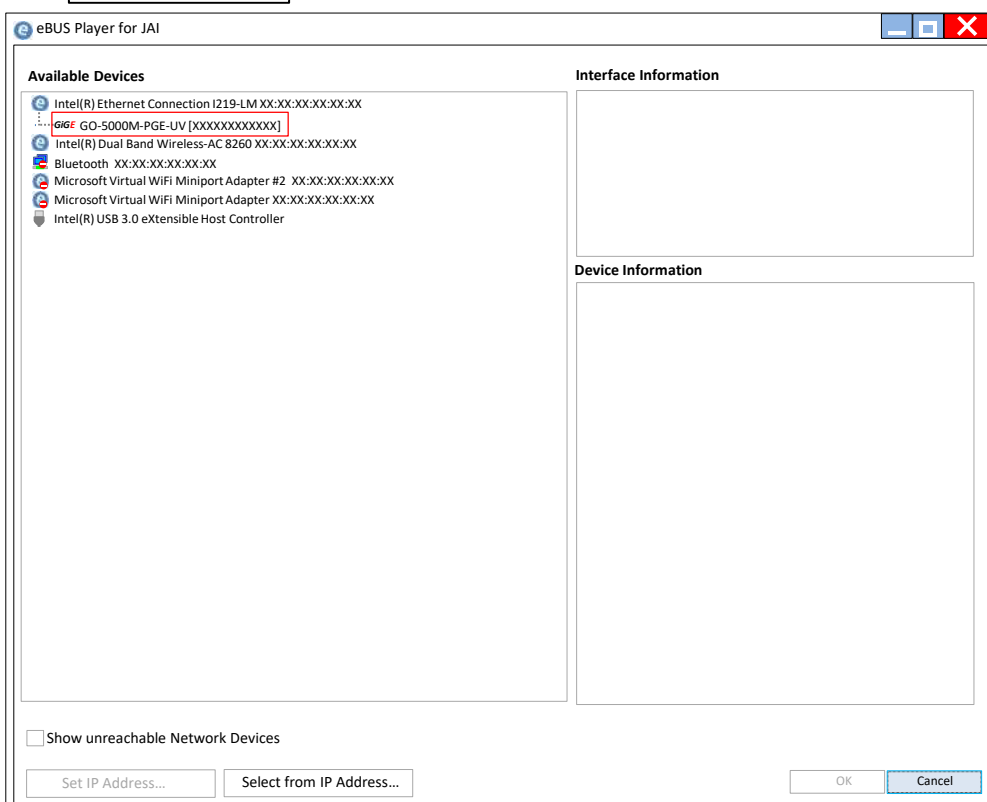 eBUS Player for JAI
Available Devices
Intel(R) Ethernet Connection I219-LM XX:XX:XX:XX:XX:XX
GiGE GO-5000M-PGE-UV [XXXXXXXXXXXX]
Intel(R) Dual Band Wireless-AC 8260 XX:XX:XX:XX:XX:XX
Bluetooth XX:XX:XX:XX:XX:XX
Microsoft Virtual WiFi Miniport Adapter #2 XX:XX:XX:XX:XX:XX
Microsoft Virtual WiFi Miniport Adapter XX:XX:XX:XX:XX:XX
Intel(R) USB 3.0 eXtensible Host Controller
Interface Information
Device Information
Show unreachable Network Devices
Set IP Address...
Select from IP Address...
OK
Cancel